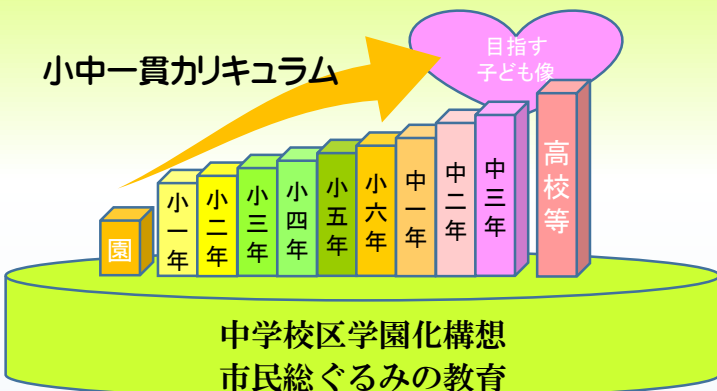 目指す
子ども像
小中一貫カリキュラム
園
小一年
小二年
小三年
小四年
小五年
小六年
中一年
中二年
中三年
高校等
中学校区学園化構想
市民総ぐるみの教育